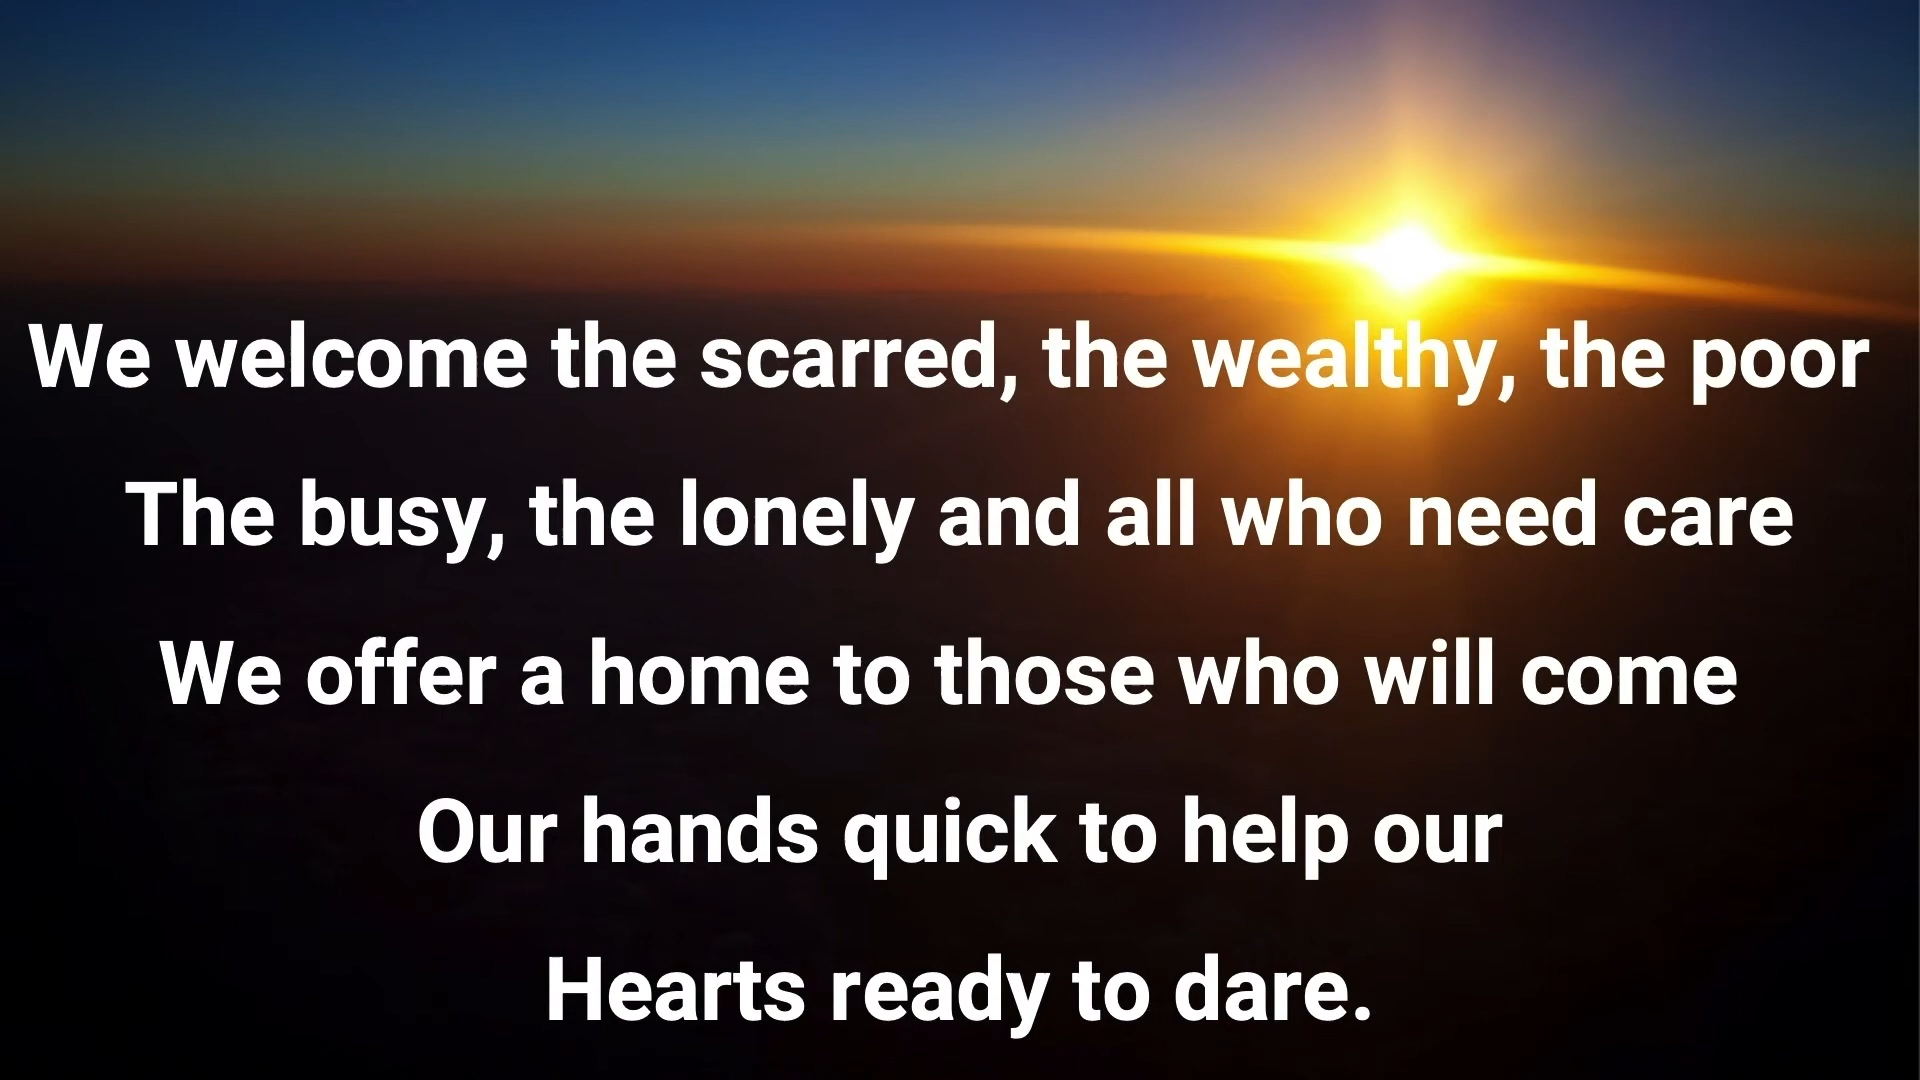 We welcome the scarred, the wealthy, the poor
The busy, the lonely and all who need care
We offer a home to those who will come
Our hands quick to help our
Hearts ready to dare.